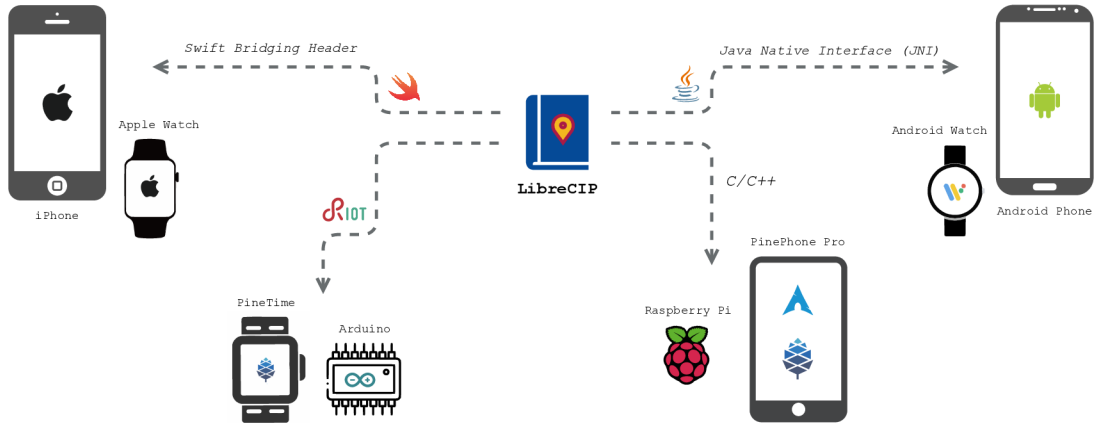 Swift Bridging Header
Java Native Interface (JNI)
Apple Watch
Android Watch
LibreCIP
C/C++
iPhone
RIOT
Android Phone
PinePhone Pro
PineTime
Raspberry Pi
Arduino